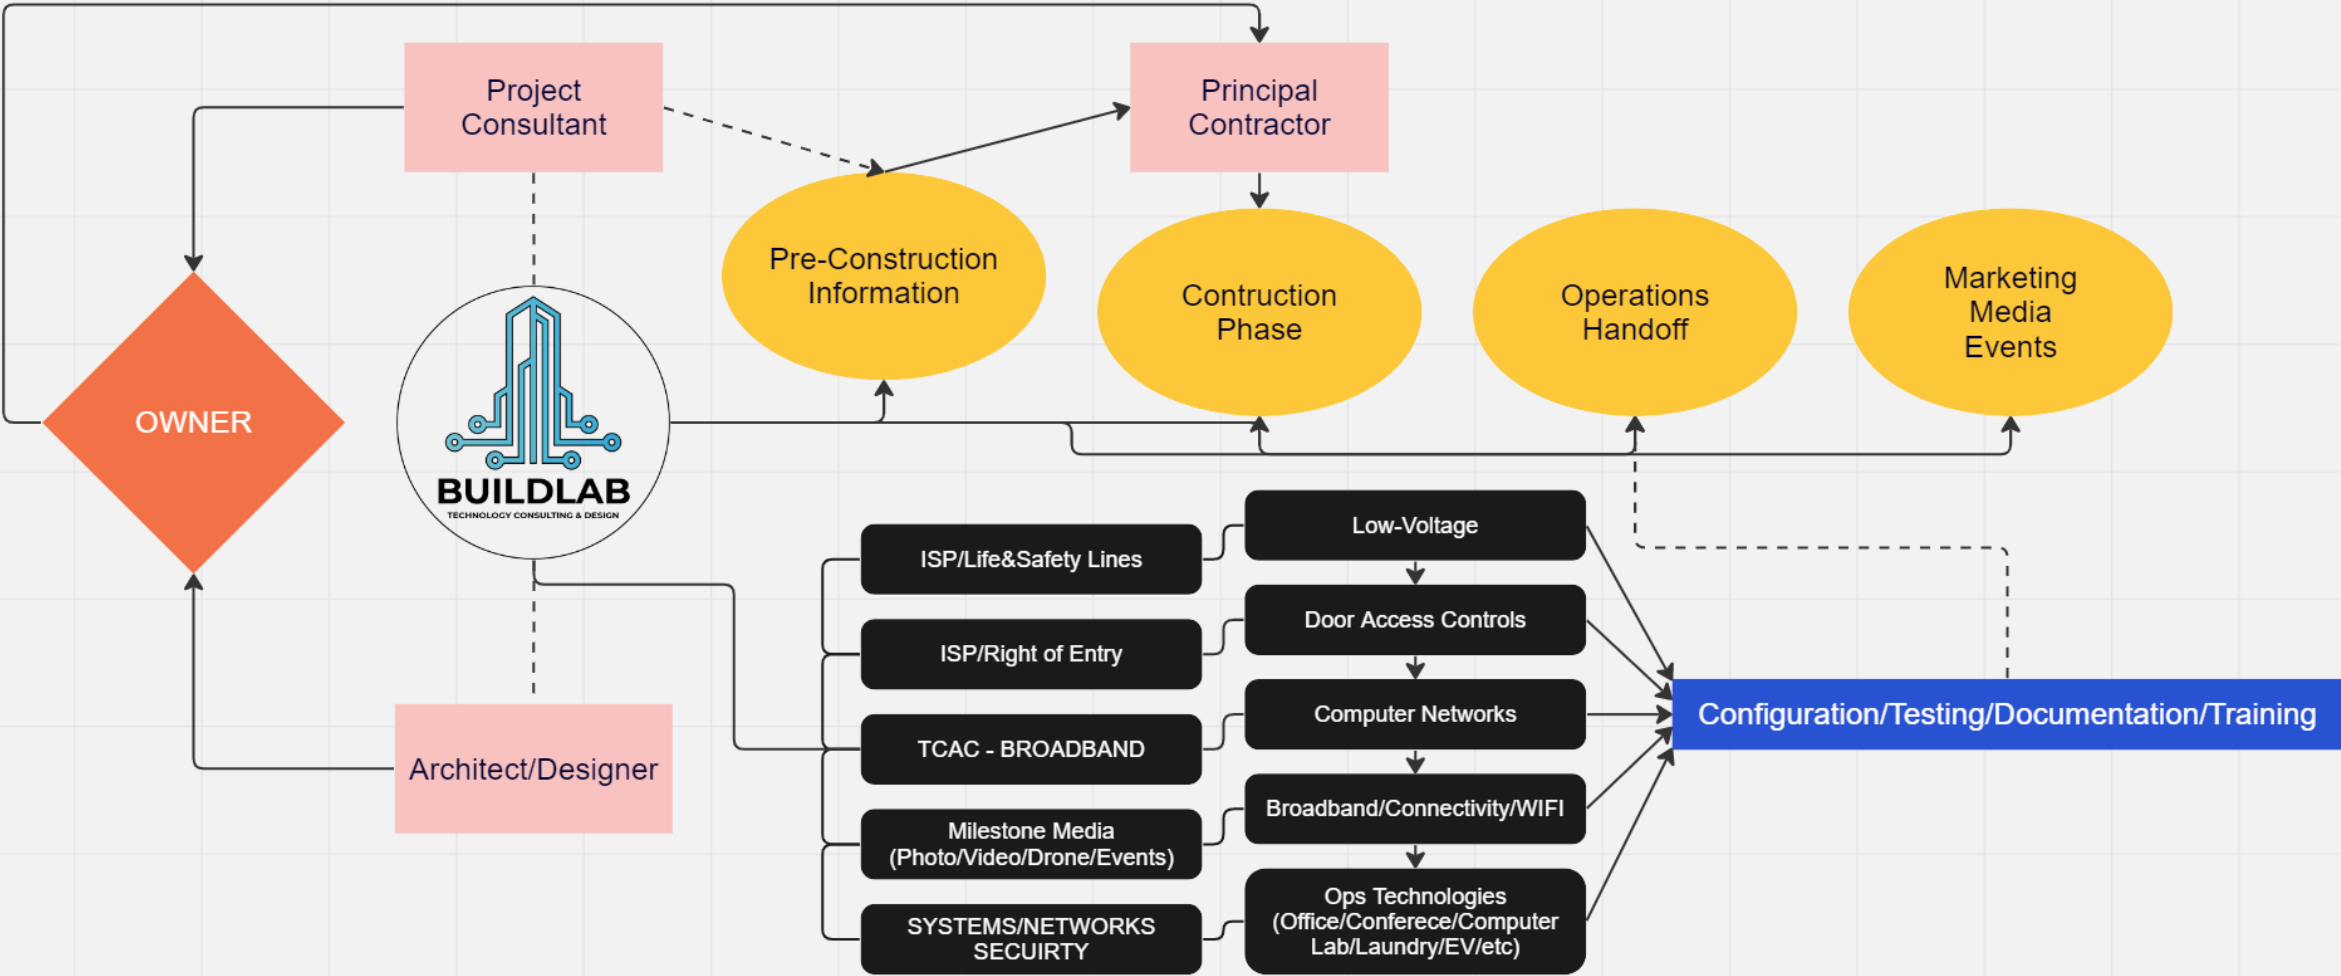 Project
Consultant
Principal
Contractor
Pre-Construction
Information
Contruction
Phase
Operations
Handoff
Marketing
Media
Events
OWNER
BUILDLAB
TECHNOLOGY CONSULTING & DESIGN
Architect/Designer
ISP/Life&Safety Lines
ISP/Right of Entry
TCAC - BROADBAND
Milestone Media
(Photo/Video/Drone/Events)
SYSTEMS/NETWORKS
SECUIRTY
Low-Voltage
Door Access Controls
Computer Networks
Broadband/Connectivity/WIFI
Ops Technologies
(Office/Conferece/Computer
Lab/Laundry/EV/etc)
Configuration/Testing/Documentation/Training